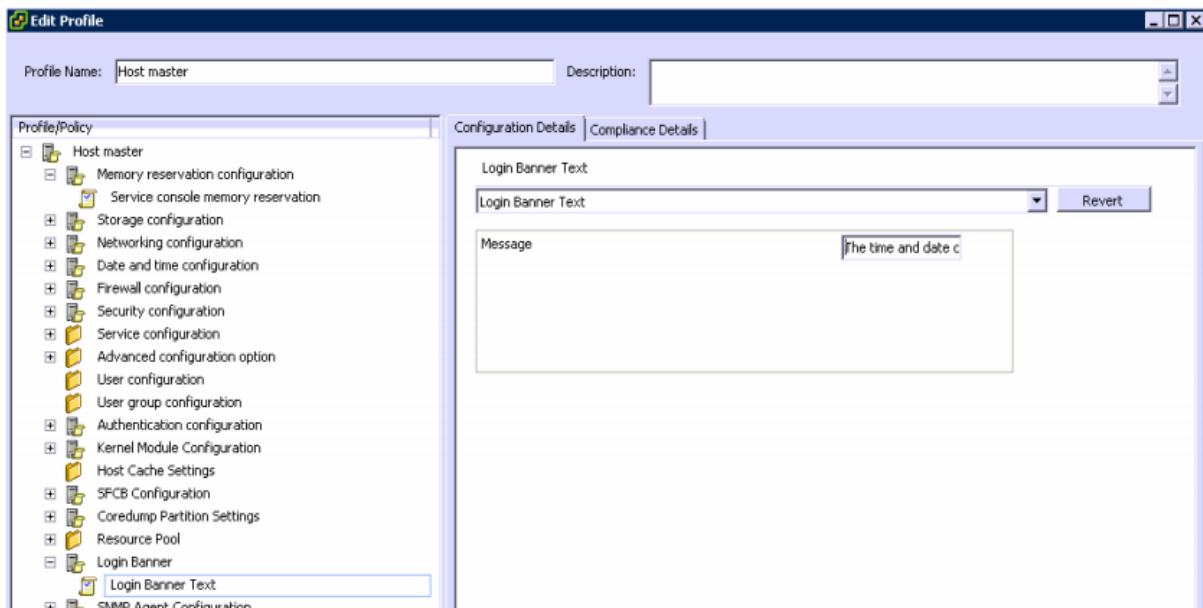 Edit Profile
Profile Name: Host master Description:
Profile/Policy
Host master
Memory reservation configuration
Service console memory reservation
Storage configuration
Networking configuration
Date and time configuration
Firewall configuration
Security configuration
Service configuration
Advanced configuration option
User configuration
User group configuration
Authentication configuration
Kernel Module Configuration
Host Cache Settings
SFCB Configuration
Coredump Partition Settings
Resource Pool
Login Banner
Login Banner Text
SNMP Agent Configuration
Configuration Details Compliance Details
Login Banner Text
Login Banner Text Revert
Message The time and date c